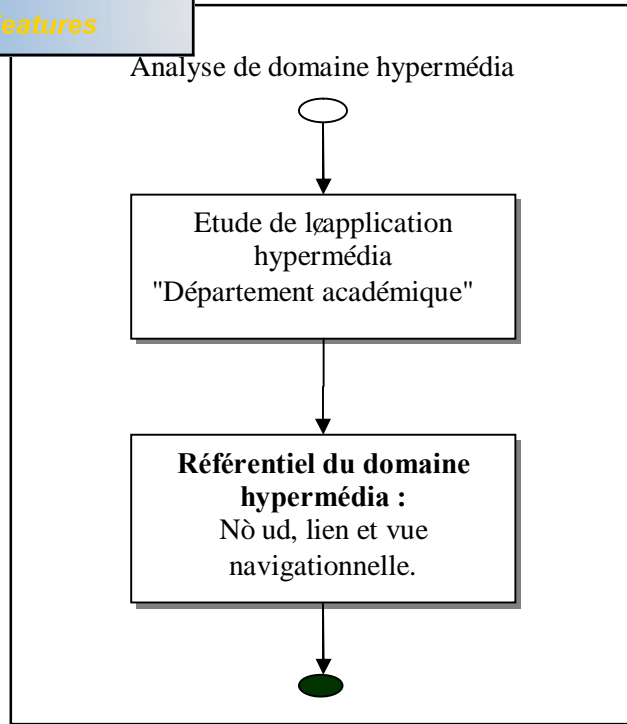 features
Analyse de domaine hypermédia
Etude de lȼapplication
hypermédia
"Département académique"
Référentiel du domaine
hypermédia :
Nò ud, lien et vue
navigationnelle.